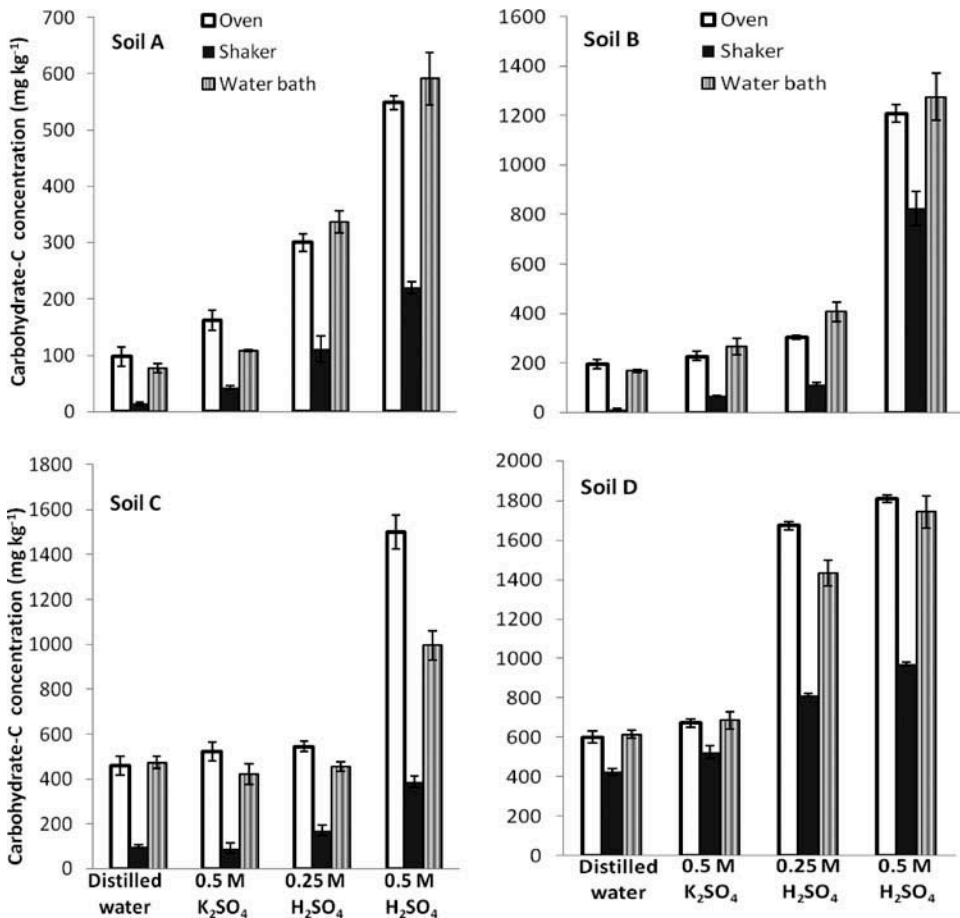 Carbohydrate-C concentration (mg kg⁻¹)
700
600
500
400
300
200
100
0
Soil A
Oven
Shaker
Water bath
1600
1400
1200
1000
800
600
400
200
0
Soil B
Oven
Shaker
Water bath
Carbohydrate-C concentration (mg kg⁻¹)
1800
1600
1400
1200
1000
800
600
400
200
0
Soil C
Distilled
water
0.5 M
K₂SO₄
0.25 M
H₂SO₄
0.5 M
H₂SO₄
2000
1800
1600
1400
1200
1000
800
600
400
200
0
Soil D
Distilled
water
0.5 M
K₂SO₄
0.25 M
H₂SO₄
0.5 M
H₂SO₄